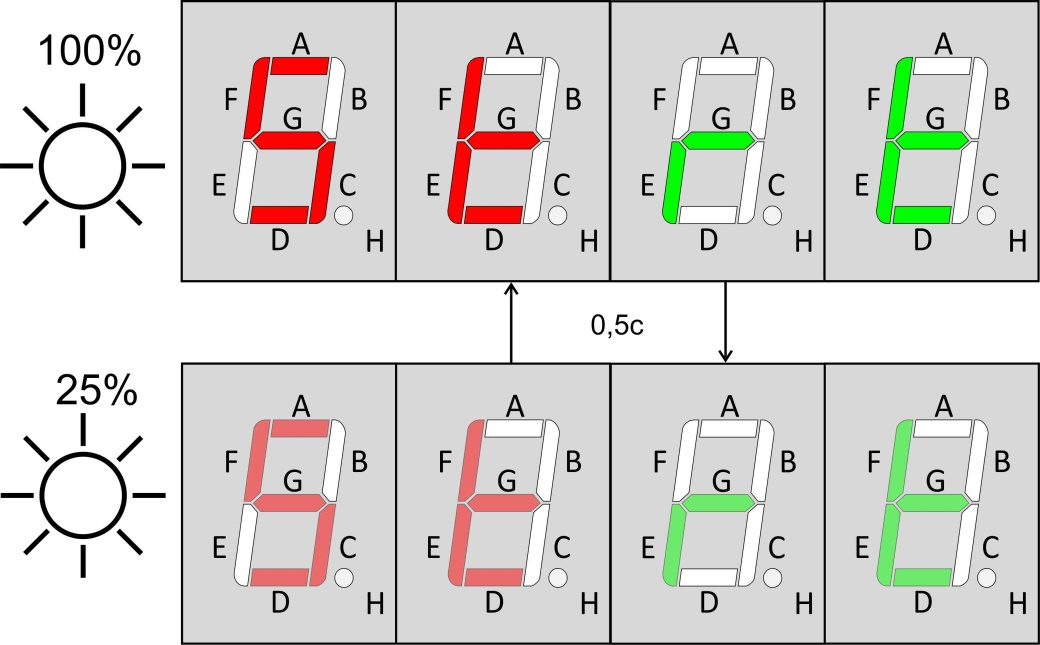 100%
A A A A
F B F B F B F B
G G G G
E C E C E C E C
D H D H D H D H
0,5c
25%
A A A A
F B F B F B F B
G G G G
E C E C E C E C
D H D H D H D H